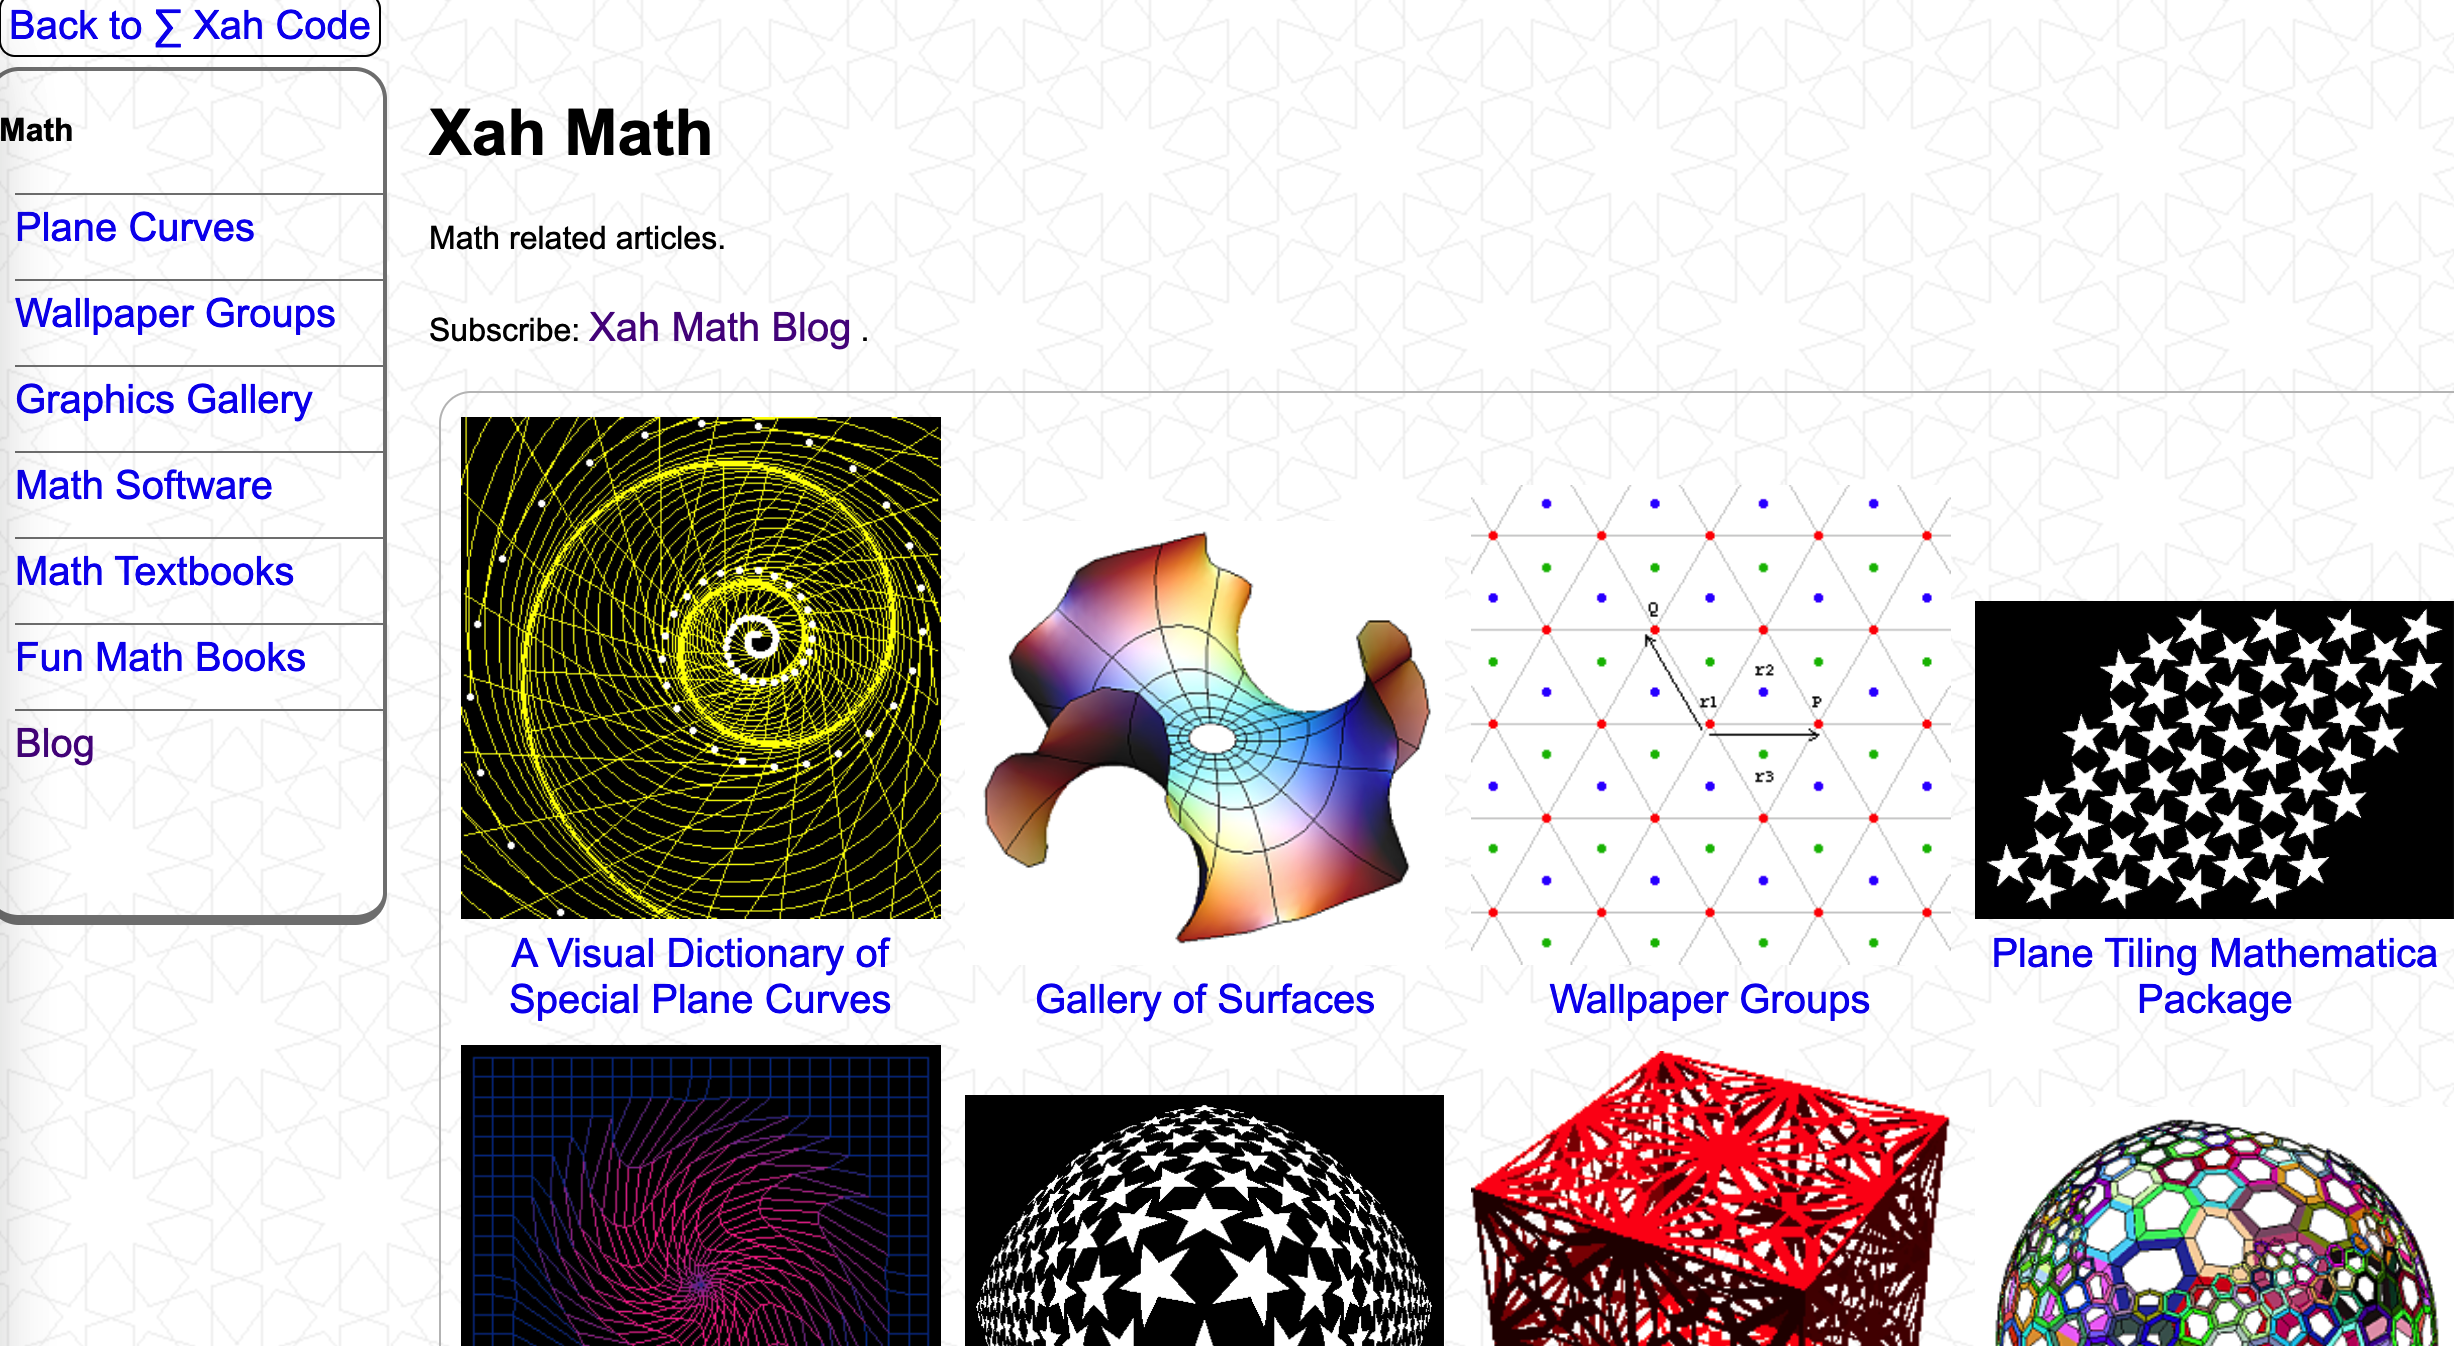 Back to ∑ Xah Code
Math
Plane Curves
Wallpaper Groups
Graphics Gallery
Math Software
Math Textbooks
Fun Math Books
Blog
Xah Math
Math related articles.
Subscribe: Xah Math Blog .
Q
r2
r1
P
r3
A Visual Dictionary of
Special Plane Curves
Gallery of Surfaces
Wallpaper Groups
Plane Tiling Mathematica
Package